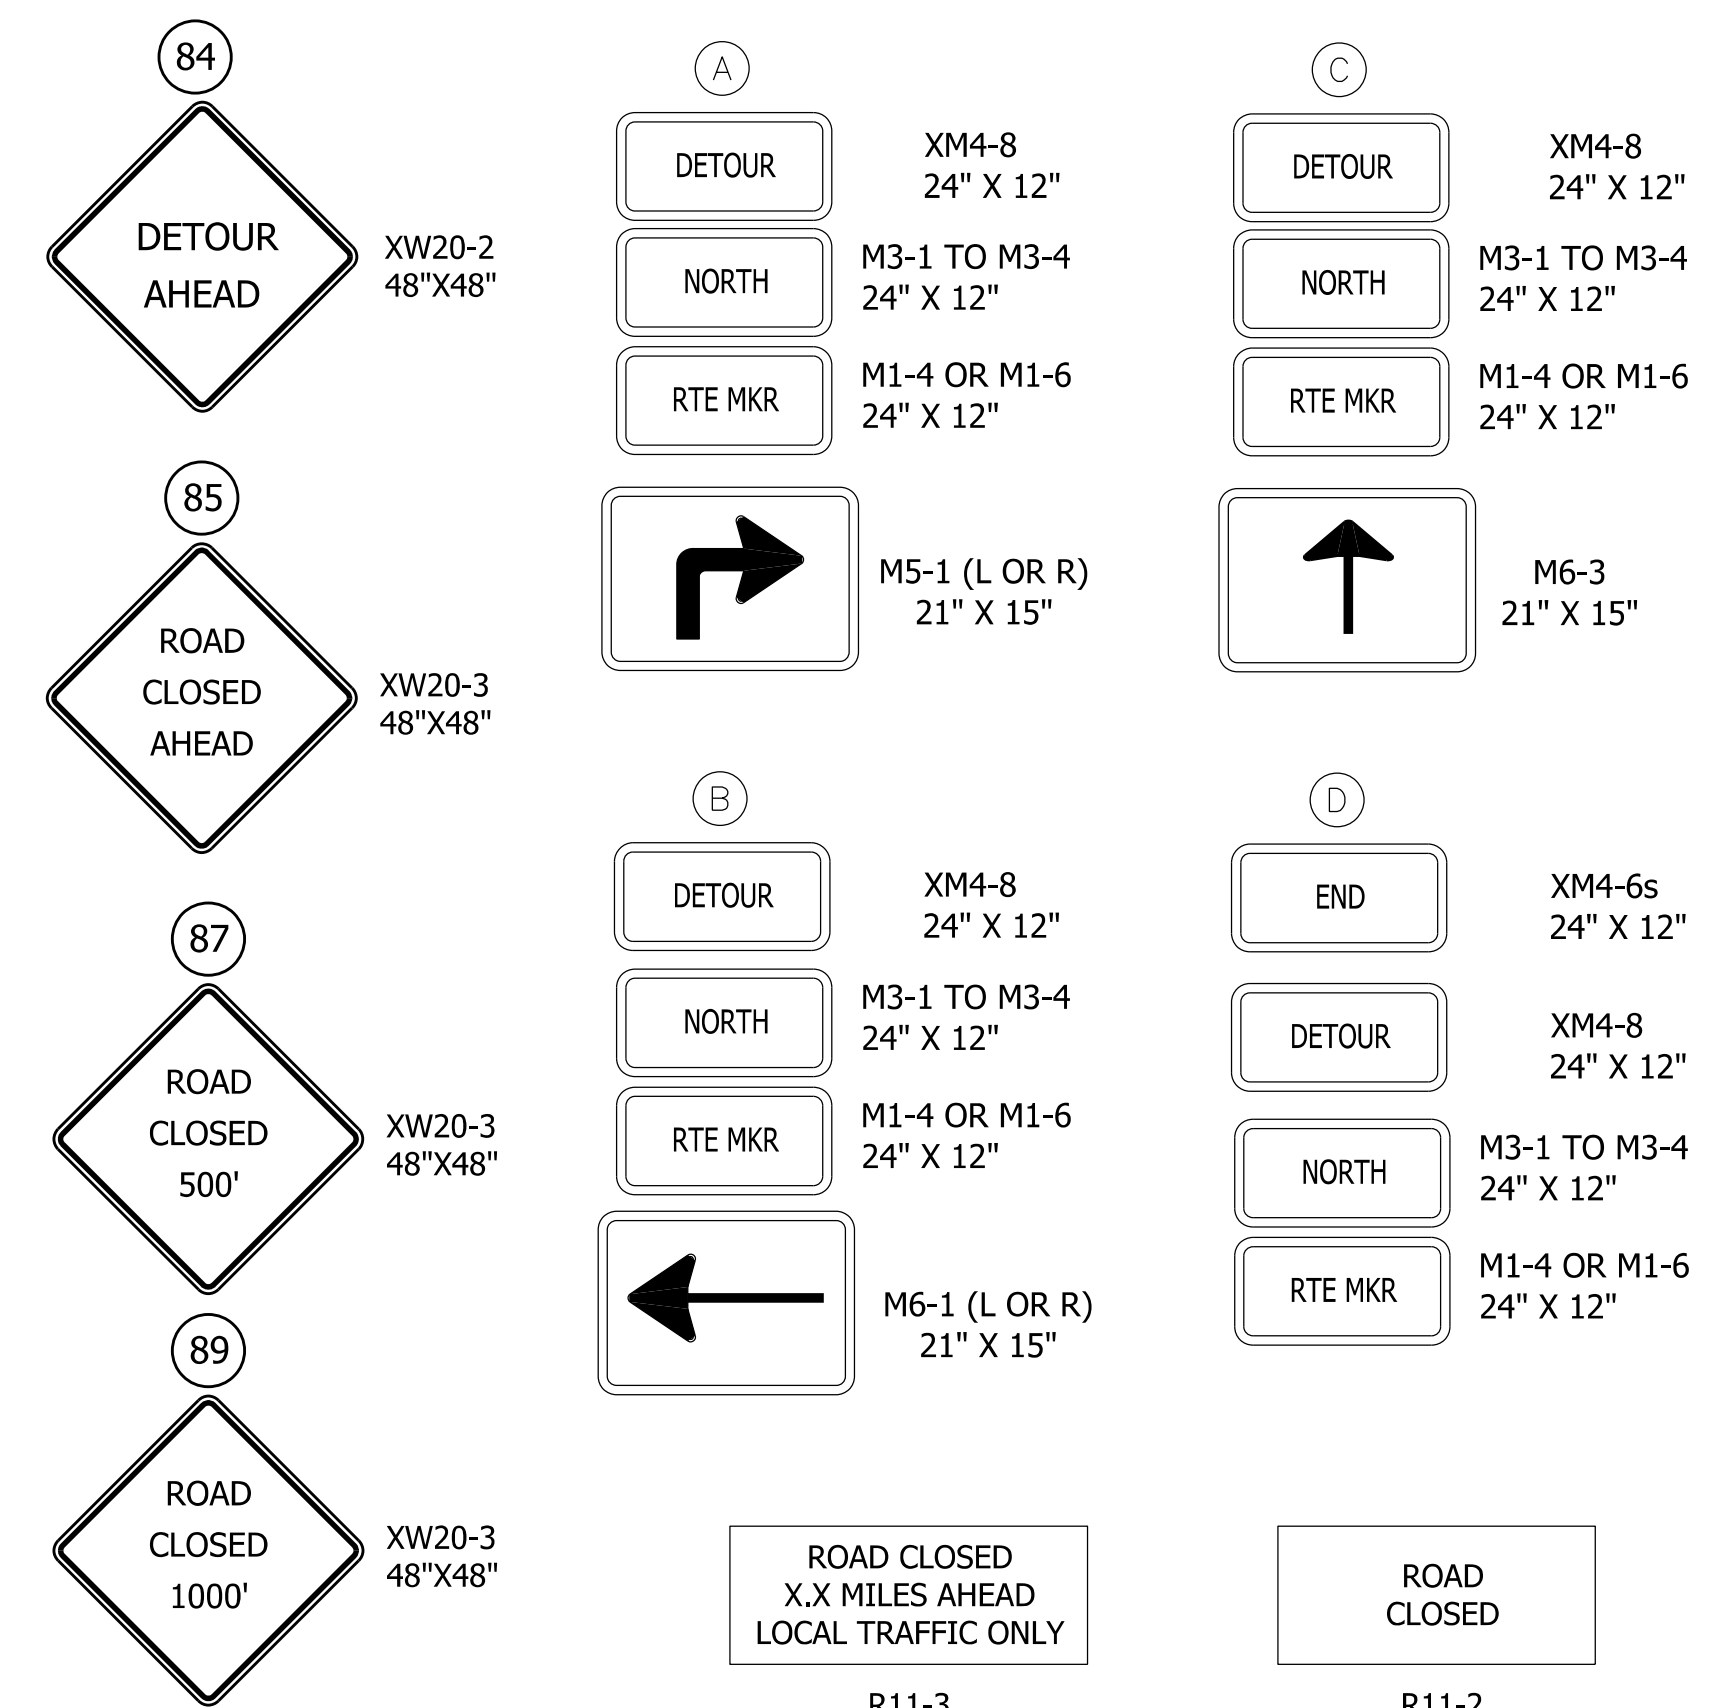 84
DETOUR
AHEAD
XW20-2
48"X48"
85
ROAD
CLOSED
AHEAD
XW20-3
48"X48"
87
ROAD
CLOSED
500'
XW20-3
48"X48"
89
ROAD
CLOSED
1000'
XW20-3
48"X48"
A
DETOUR
XM4-8
24" X 12"
NORTH
M3-1 TO M3-4
24" X 12"
RTE MKR
M1-4 OR M1-6
24" X 12"
M5-1 (L OR R)
21" X 15"
B
DETOUR
XM4-8
24" X 12"
NORTH
M3-1 TO M3-4
24" X 12"
RTE MKR
M1-4 OR M1-6
24" X 12"
M6-1 (L OR R)
21" X 15"
C
DETOUR
XM4-8
24" X 12"
NORTH
M3-1 TO M3-4
24" X 12"
RTE MKR
M1-4 OR M1-6
24" X 12"
M6-3
21" X 15"
D
END
XM4-6s
24" X 12"
DETOUR
XM4-8
24" X 12"
NORTH
M3-1 TO M3-4
24" X 12"
RTE MKR
M1-4 OR M1-6
24" X 12"
ROAD CLOSED
X.X MILES AHEAD
LOCAL TRAFFIC ONLY
R11-3
ROAD
CLOSED
R11-2